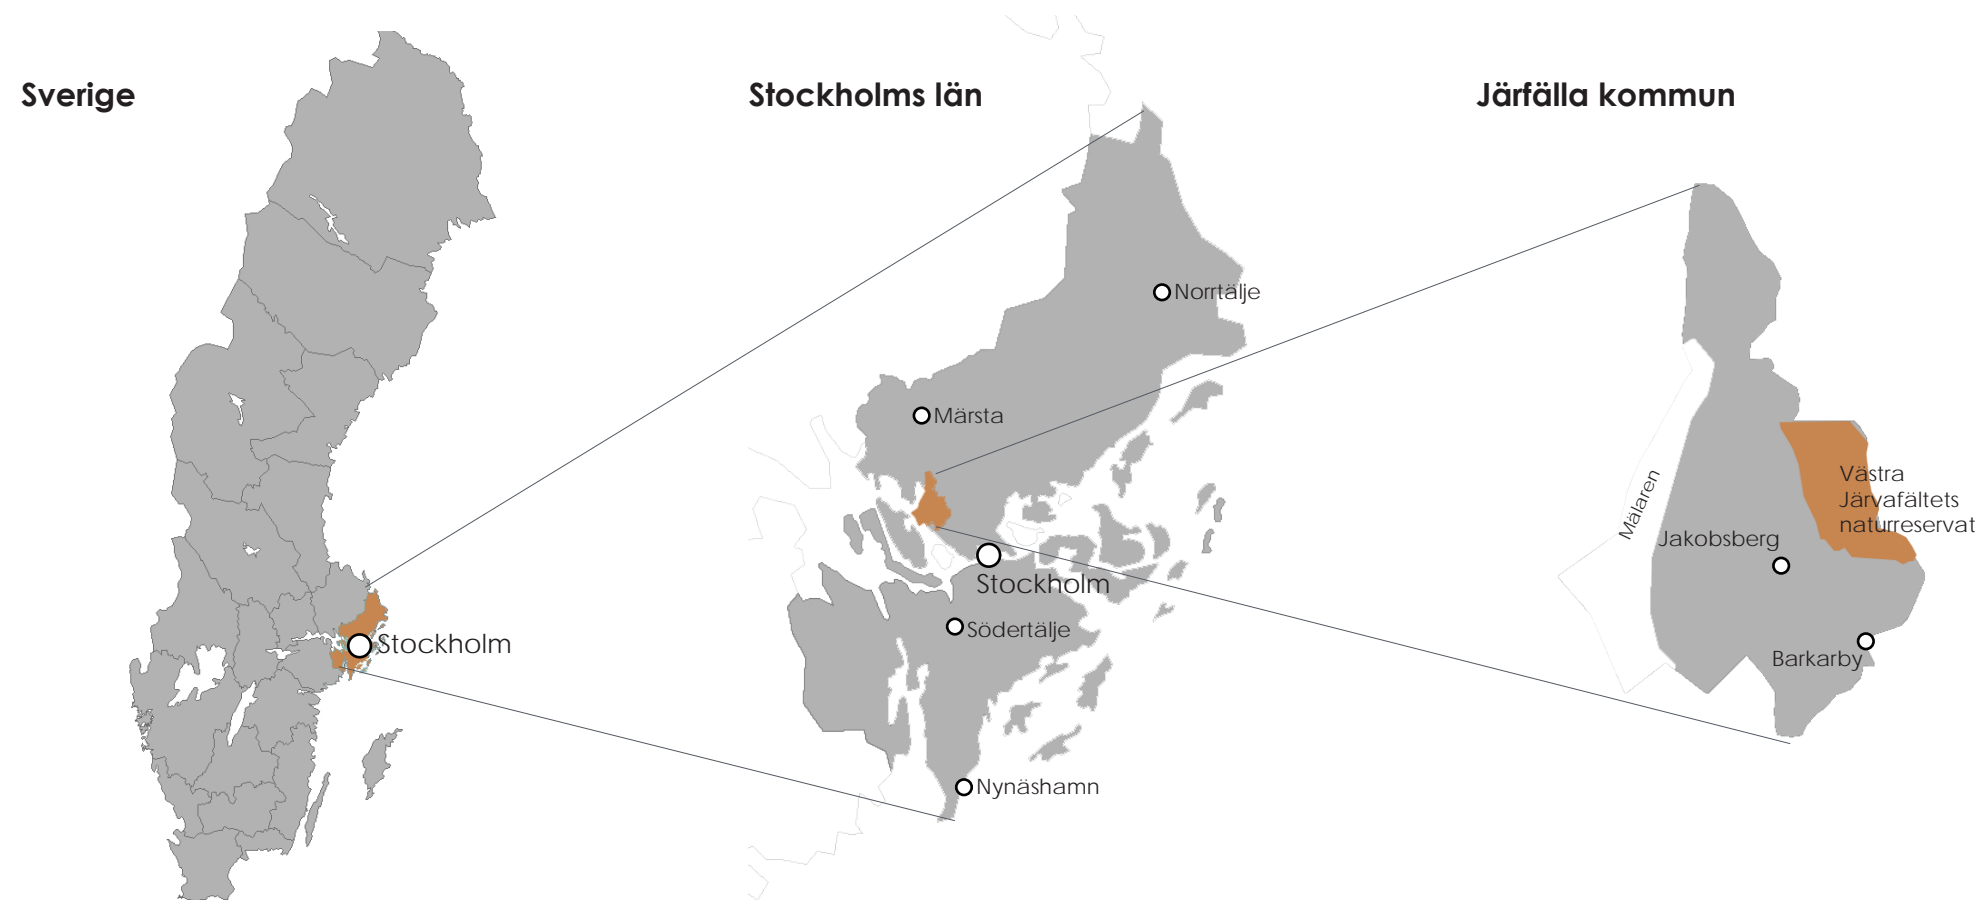 Sverige
Stockholm
Stockholms län
Norrtälje
Märsta
Stockholm
Södertälje
Nynäshamn
Järfälla kommun
Mälaren
Västra
Järvafältets
naturreservat
Jakobsberg
Barkarby